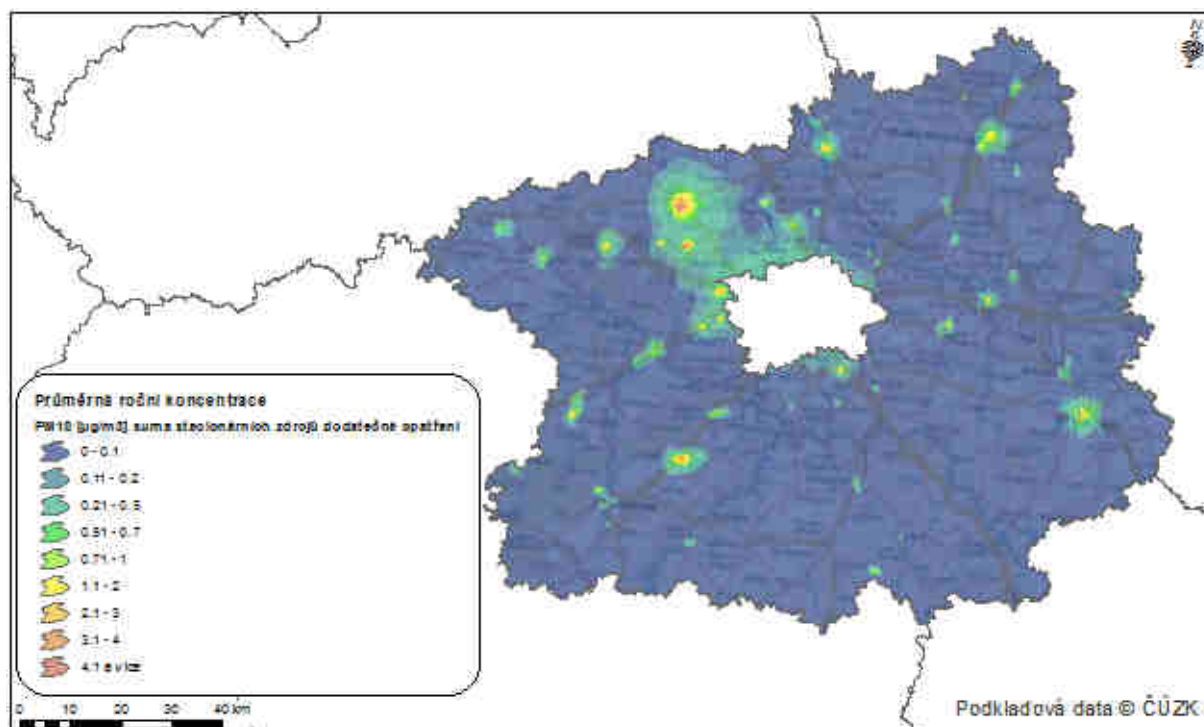 N
Průměrná roční koncentrace
PM10 [µg/m3] suma stacionárních zdrojů dodatečné opatření
0 - 0.1
0.11 - 0.2
0.21 - 0.5
0.51 - 0.7
0.71 - 1
1.1 - 2
2.1 - 3
3.1 - 4
4.1 a více
0 10 20 30 40 km
Podkladová data © ČÚZK